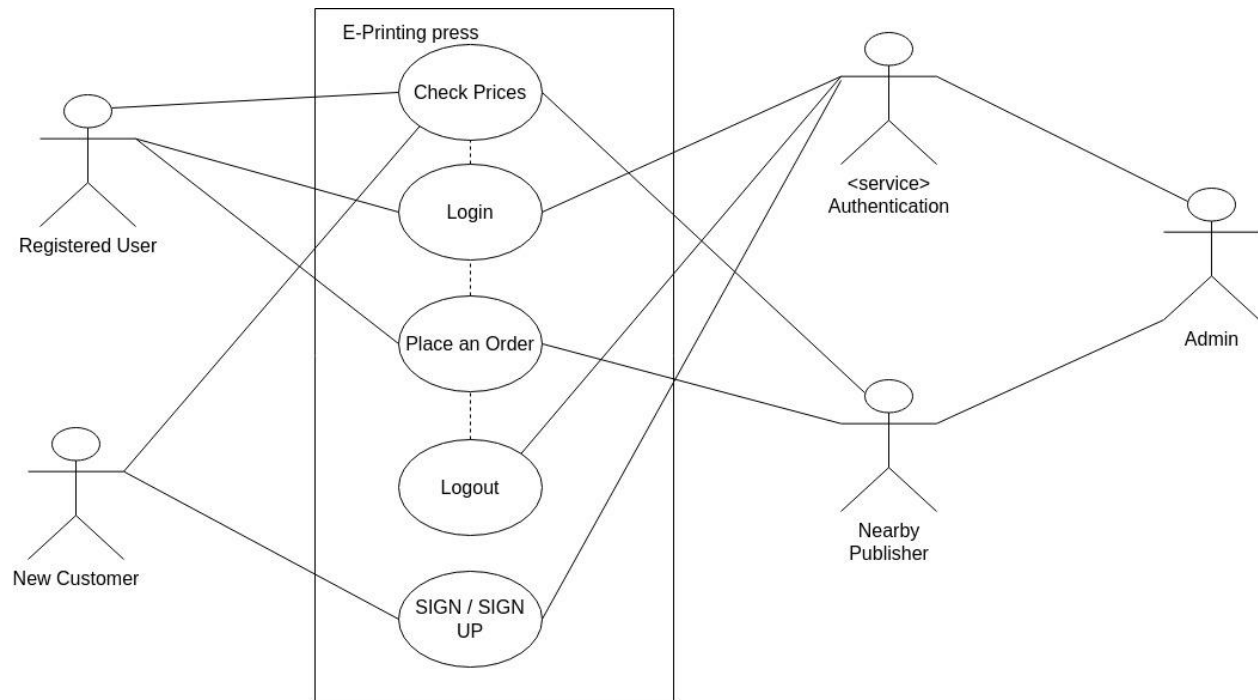 E-Printing press
Check Prices
Login
Place an Order
Logout
SIGN / SIGN
UP
Registered User
New Customer
<service>
Authentication
Nearby
Publisher
Admin